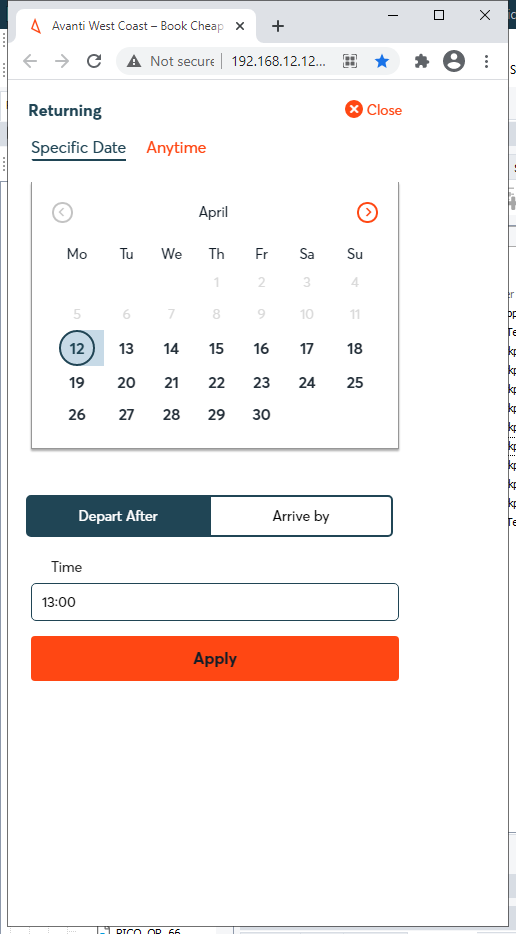 Avanti West Coast – Book Cheap
Not secure 192.168.12.12...
Returning
Close
Specific Date Anytime
April
Mo Tu We Th Fr Sa Su
1 2 3 4
5 6 7 8 9 10 11
12 13 14 15 16 17 18
19 20 21 22 23 24 25
26 27 28 29 30
Depart After Arrive by
Time
13:00
Apply